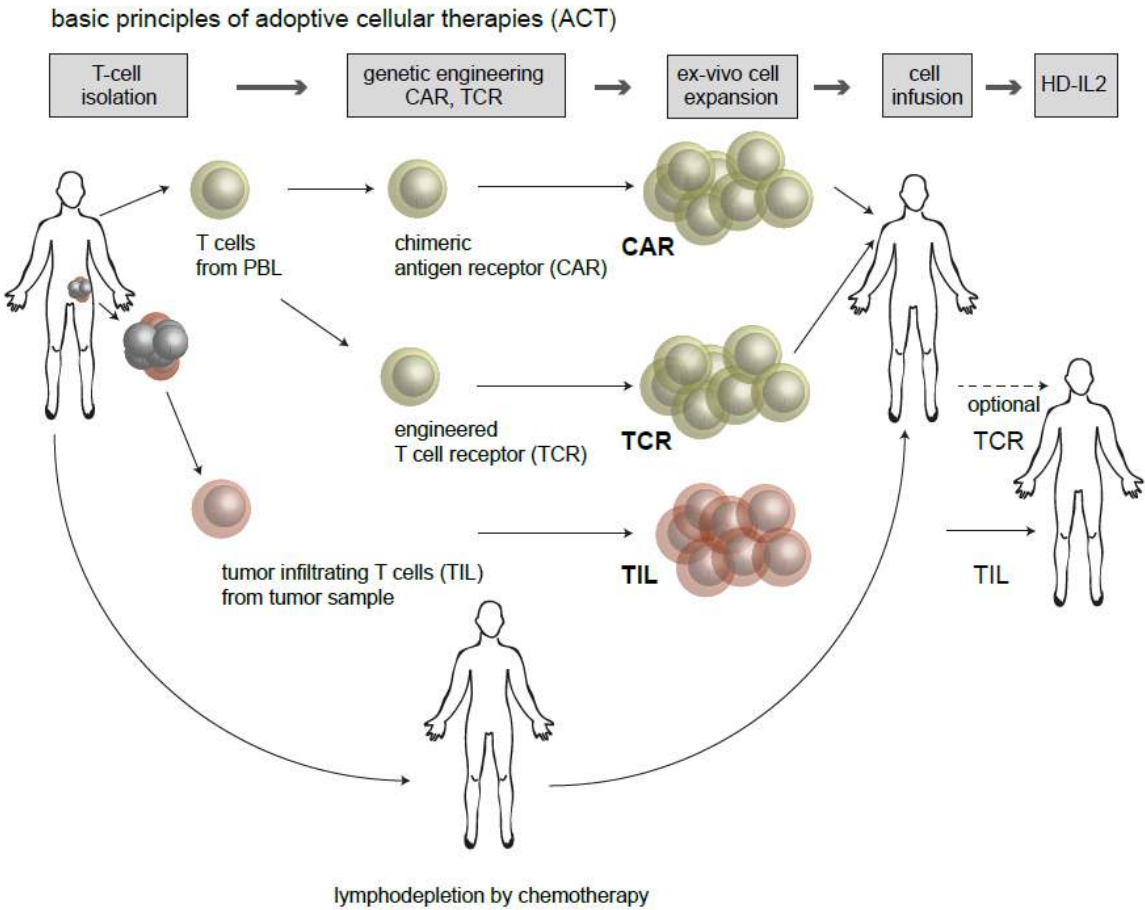 basic principles of adoptive cellular therapies (ACT)
T-cell
isolation
genetic engineering
CAR, TCR
ex-vivo cell
expansion
cell
infusion
HD-IL2
T cells
from PBL
chimeric
antigen receptor (CAR)
CAR
engineered
T cell receptor (TCR)
TCR
optional
TCR
tumor infiltrating T cells (TIL)
from tumor sample
TIL
TIL
lymphodepletion by chemotherapy